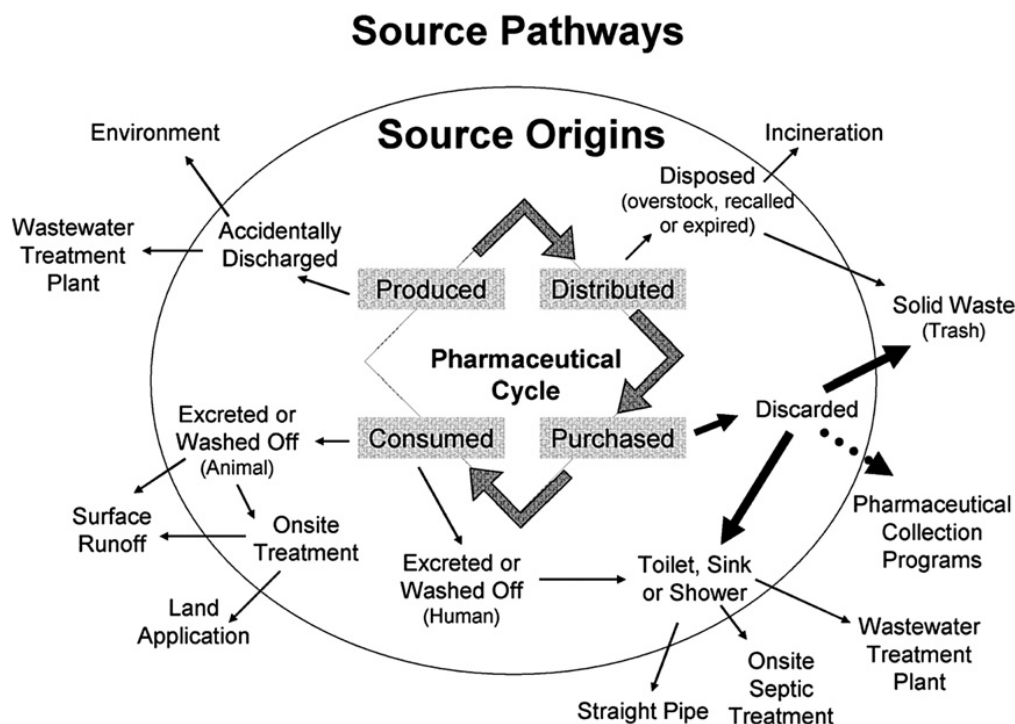 Source Pathways
Source Origins
Environment
Incineration
Disposed
(overstock, recalled
or expired)
Wastewater
Treatment
Plant
Accidentally
Discharged
Produced
Distributed
Solid Waste
(Trash)
Pharmaceutical
Cycle
Excreted or
Washed Off
(Animal)
Consumed
Purchased
Discarded
Surface
Runoff
Onsite
Treatment
Land
Application
Excreted or
Washed Off
(Human)
Toilet, Sink
or Shower
Pharmaceutical
Collection
Programs
Straight Pipe
Onsite
Septic
Treatment
Wastewater
Treatment
Plant